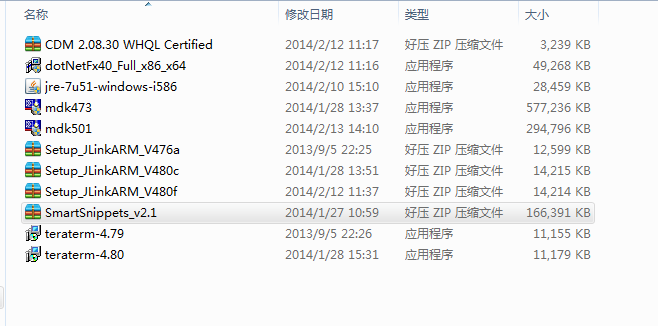 名称 修改日期 类型 大小
CDM 2.08.30 WHQL Certified 2014/2/12 11:17 好压 ZIP 压缩文件 3,239 KB
dotNetFx40_Full_x86_x64 2014/2/12 11:16 应用程序 49,268 KB
jre-7u51-windows-i586 2014/2/10 15:10 应用程序 28,459 KB
mdk473 2014/1/28 13:37 应用程序 577,236 KB
mdk501 2014/2/13 14:10 应用程序 294,796 KB
Setup_JLinkARM_V476a 2013/9/5 22:25 好压 ZIP 压缩文件 12,599 KB
Setup_JLinkARM_V480c 2014/1/28 13:51 好压 ZIP 压缩文件 14,215 KB
Setup_JLinkARM_V480f 2014/2/12 11:37 好压 ZIP 压缩文件 14,214 KB
SmartSnippets_v2.1 2014/1/27 10:59 好压 ZIP 压缩文件 166,391 KB
teraterm-4.79 2013/9/5 22:26 应用程序 11,155 KB
teraterm-4.80 2014/1/28 15:31 应用程序 11,179 KB